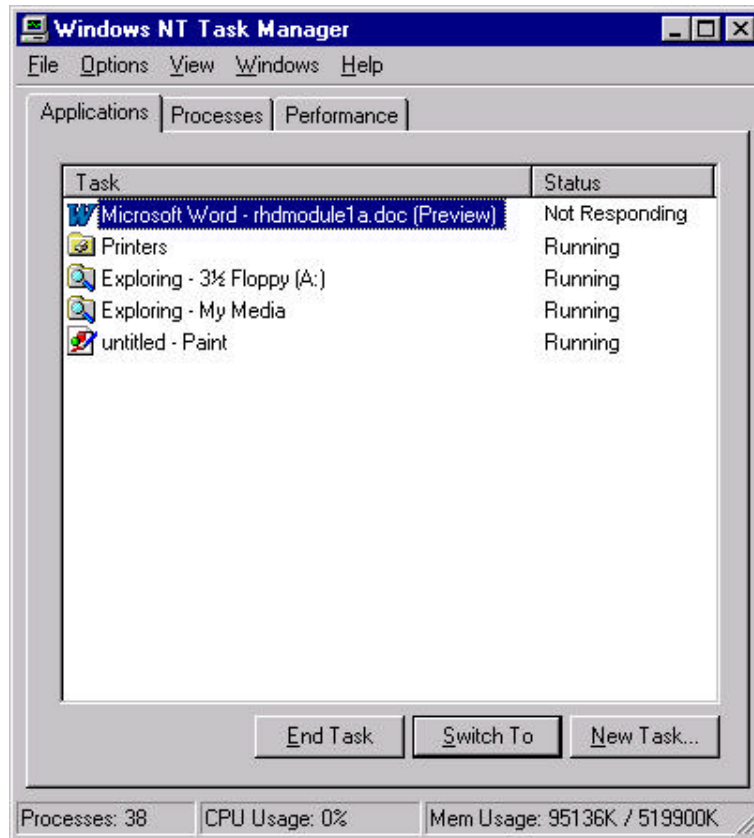 Windows NT Task Manager
File Options View Windows Help
Applications Processes Performance
Task Status
Microsoft Word - rhdmodule1a.doc (Preview) Not Responding
Printers Running
Exploring - 3½ Floppy (A:) Running
Exploring - My Media Running
untitled - Paint Running
End Task Switch To New Task...
Processes: 38 CPU Usage: 0% Mem Usage: 95136K / 519900K